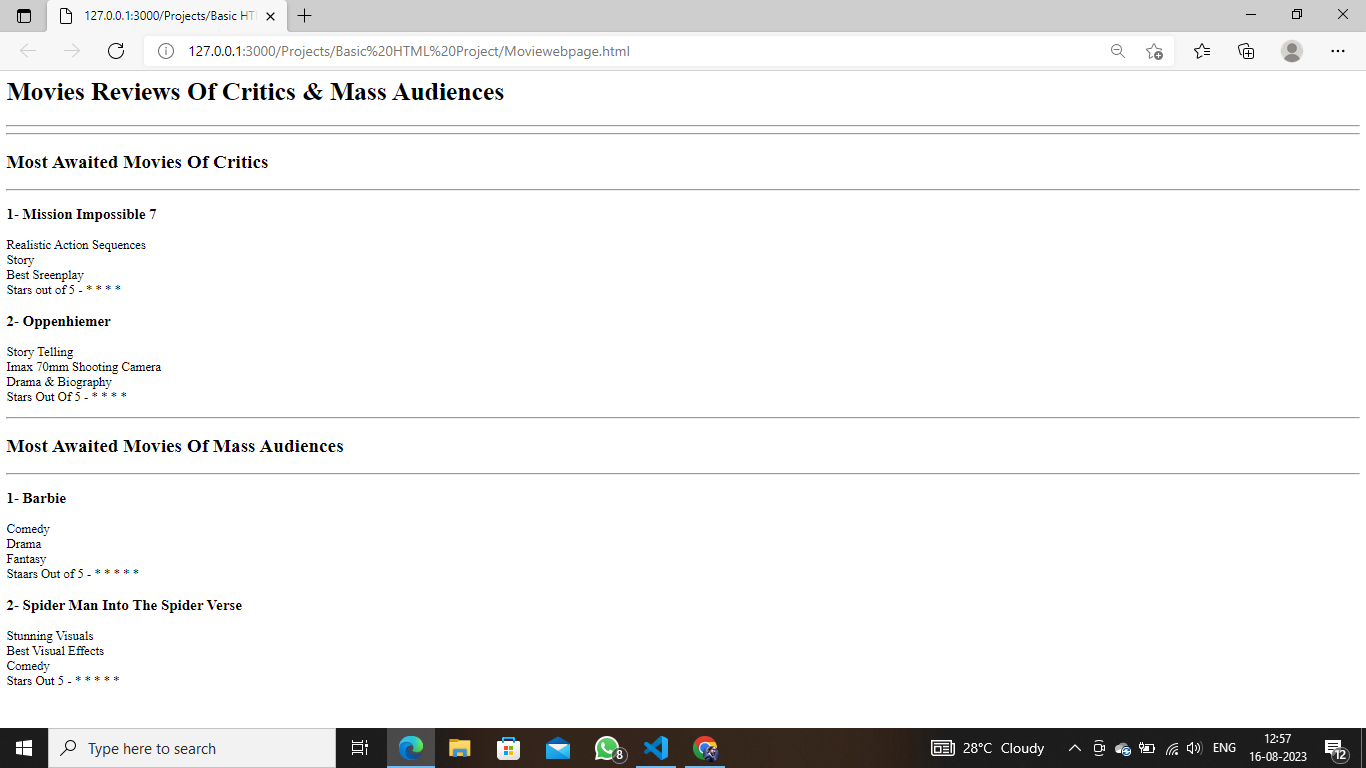 127.0.0.1:3000/Projects/Basic HT
127.0.0.1:3000/Projects/Basic%20HTML%20Project/Moviewebpage.html
Movies Reviews Of Critics & Mass Audiences
Most Awaited Movies Of Critics
1- Mission Impossible 7
Realistic Action Sequences
Story
Best Sreenplay
Stars out of 5 - * * * *
2- Oppenhiemer
Story Telling
Imax 70mm Shooting Camera
Drama & Biography
Stars Out Of 5 - * * * *
Most Awaited Movies Of Mass Audiences
1- Barbie
Comedy
Drama
Fantasy
Staars Out of 5 - * * * * *
2- Spider Man Into The Spider Verse
Stunning Visuals
Best Visual Effects
Comedy
Stars Out 5 - * * * * *
Type here to search
8
28°C Cloudy
ENG
12:57
16-08-2023
12